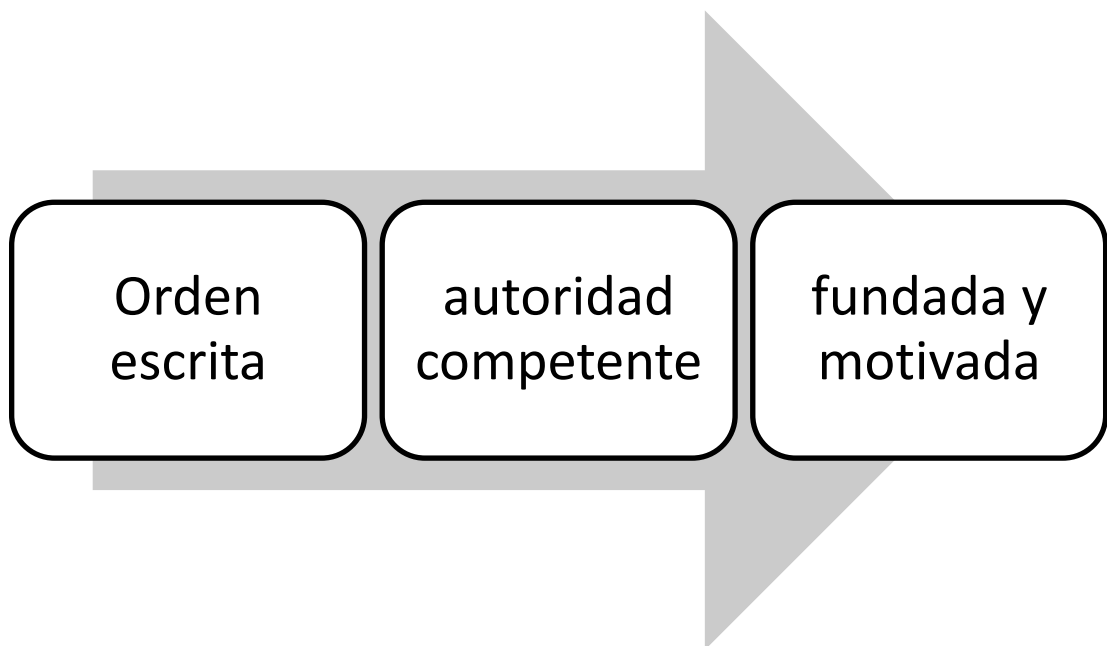 Orden
escrita
autoridad
competente
fundada y
motivada